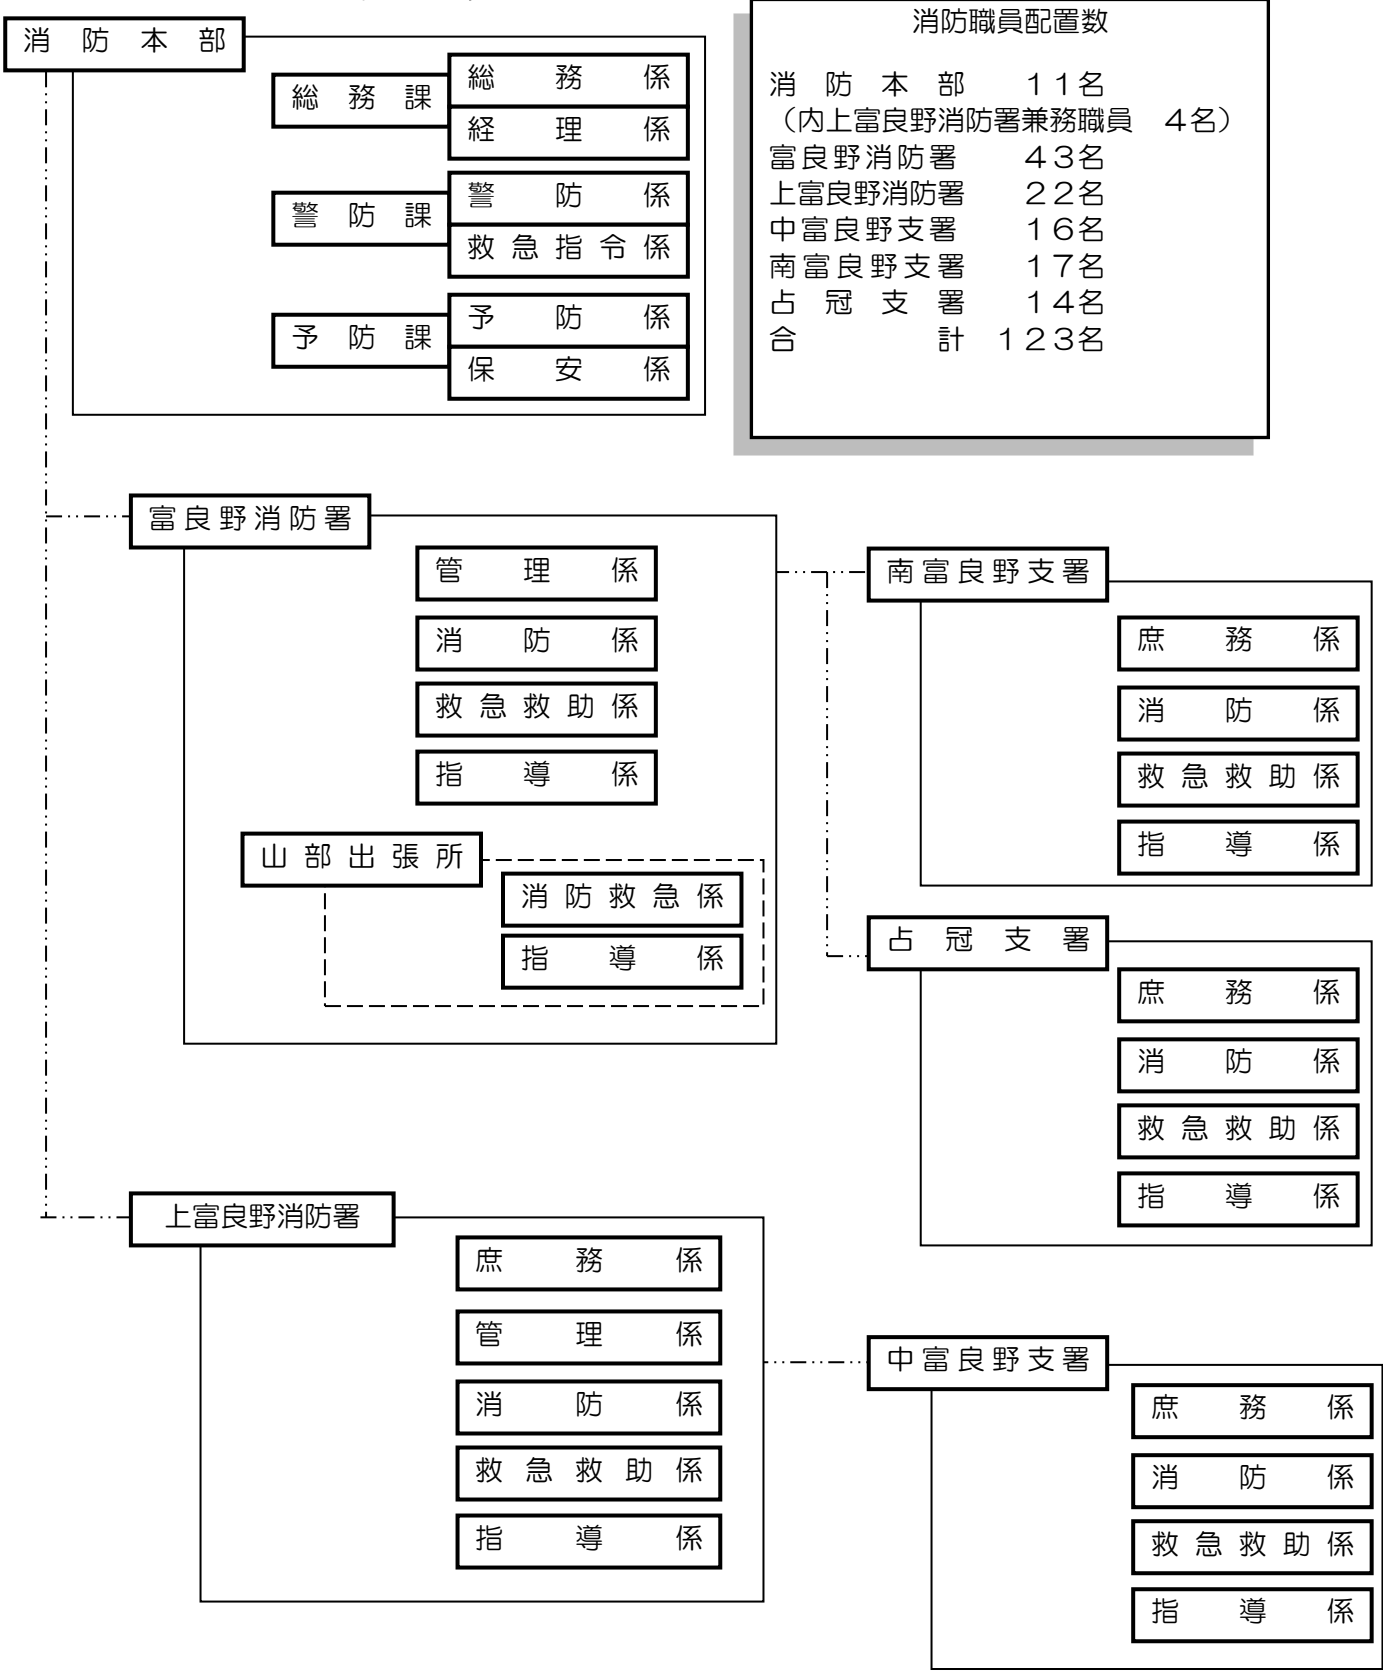 消防本部
総務課
総務係
経理係
警防課
警防係
救急指令係
予防課
予防係
保安係
消防職員配置数
消防本部　11名
（内上富良野消防署兼務職員　4名）
富良野消防署　43名
上富良野消防署　22名
中富良野支署　16名
南富良野支署　17名
占冠支署　14名
合計　123名
富良野消防署
管理係
消防係
救急救助係
指導係
山部出張所
消防救急係
指導係
南富良野支署
庶務係
消防係
救急救助係
指導係
占冠支署
庶務係
消防係
救急救助係
指導係
上富良野消防署
庶務係
管理係
消防係
救急救助係
指導係
中富良野支署
庶務係
消防係
救急救助係
指導係